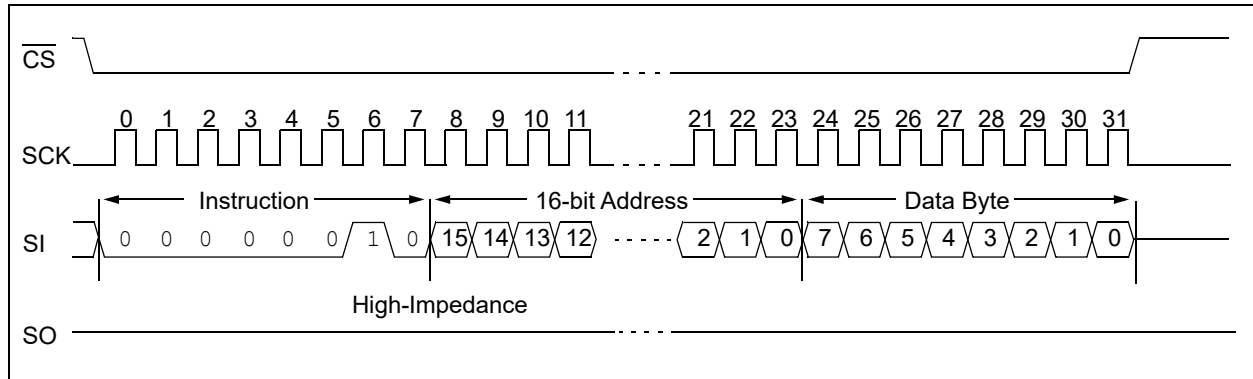 CS
0 1 2 3 4 5 6 7 8 9 10 11 21 22 23 24 25 26 27 28 29 30 31
SCK
Instruction 16-bit Address Data Byte
SI 0 0 0 0 0 0 1 0 15 14 13 12 2 1 0 7 6 5 4 3 2 1 0
High-Impedance
SO